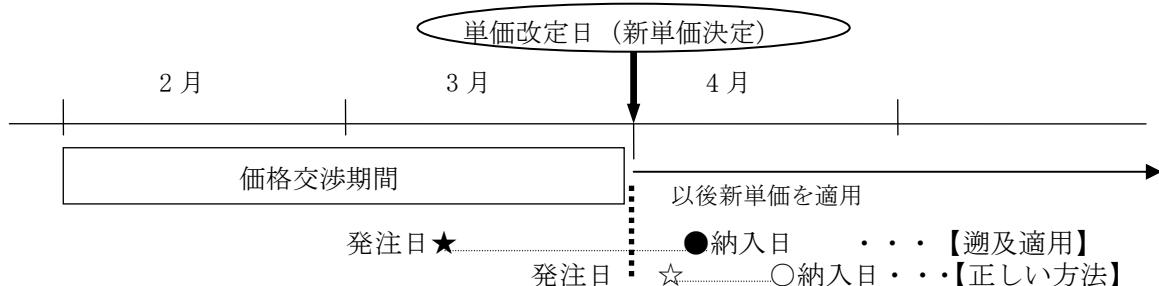 単価改定日（新単価決定）
2月 3月 4月
価格交渉期間
以後新単価を適用
発注日★ ●納入日 ・・・【遡及適用】
発注日 ☆ ○納入日・・・【正しい方法】